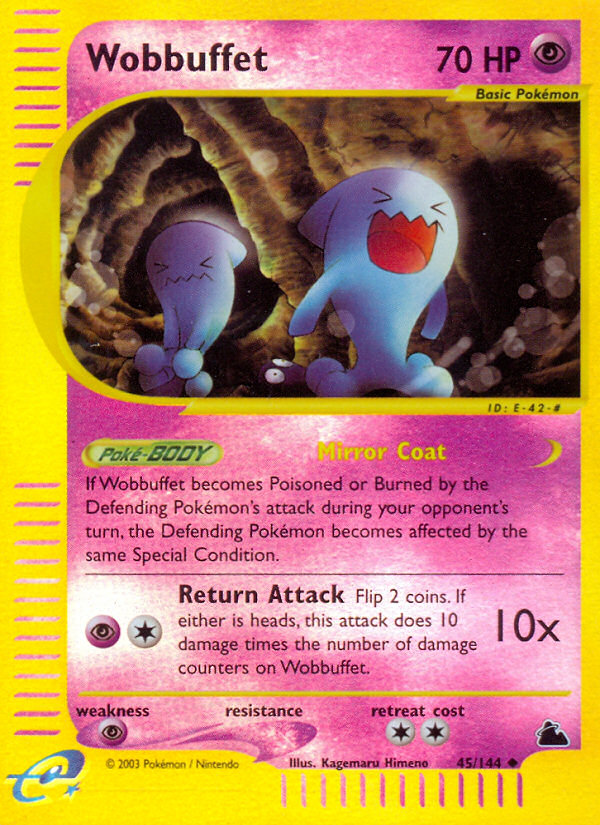 Wobbuffet 70 HP
Basic Pokémon
ID: E-42-#
Poké-BODY Mirror Coat
If Wobbuffet becomes Poisoned or Burned by the
Defending Pokémon's attack during your opponent's
turn, the Defending Pokémon becomes affected by the
same Special Condition.
Return Attack Flip 2 coins. If
either is heads, this attack does 10
damage times the number of damage
counters on Wobbuffet.
10x
weakness resistance retreat cost
© 2003 Pokémon / Nintendo Illus. Kagemaru Himeno 45/144 ◆
e